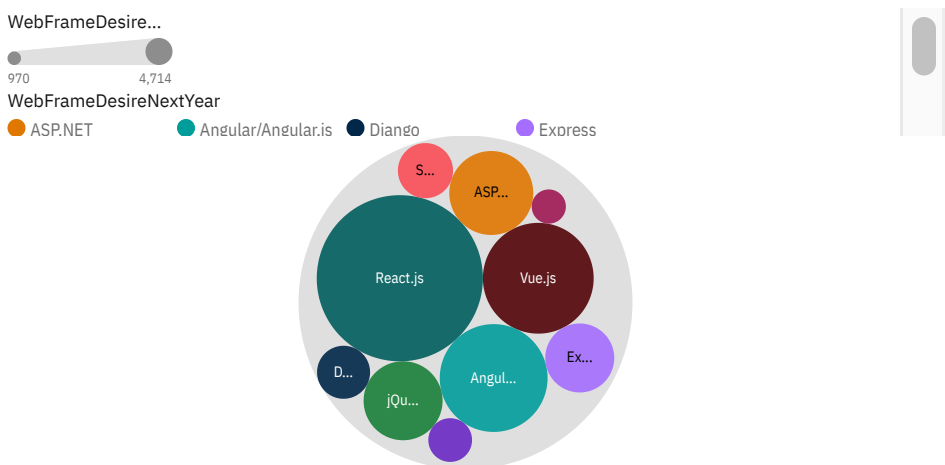 WebFrameDesire...
970 4,714
WebFrameDesireNextYear
ASP.NET Angular/Angular.js Django Express
S...
ASP...
React.js Vue.js
Ex...
D... Angul...
jQu...